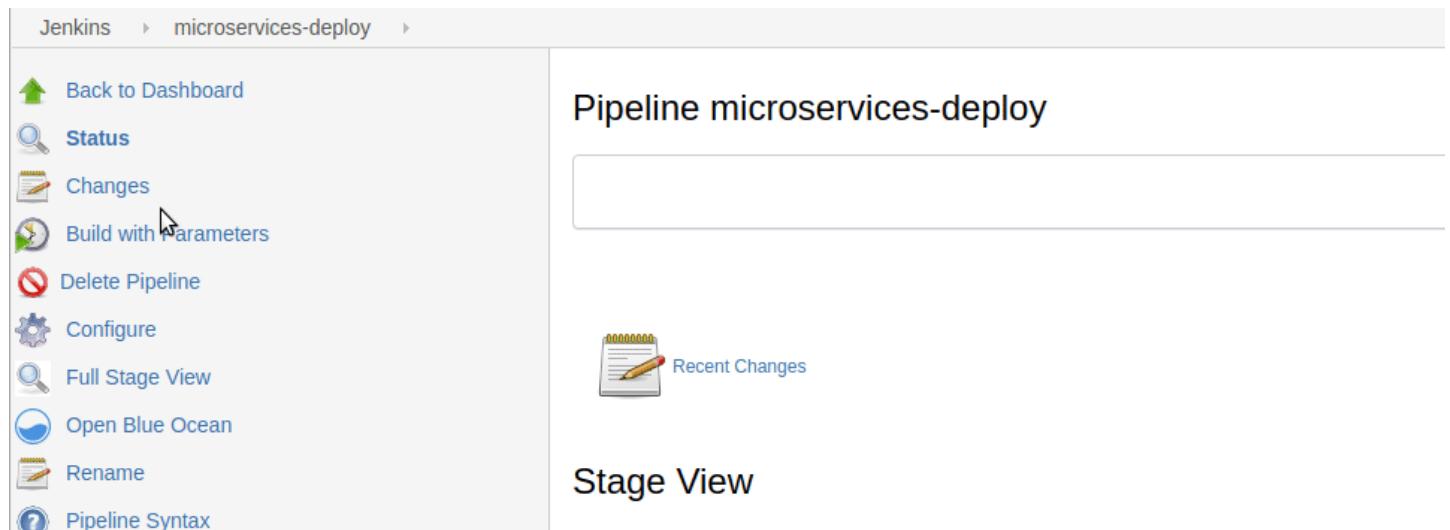 Jenkins microservices-deploy
Back to Dashboard
Status
Changes
Build with Parameters
Delete Pipeline
Configure
Full Stage View
Open Blue Ocean
Rename
Pipeline Syntax
Pipeline microservices-deploy
Recent Changes
Stage View